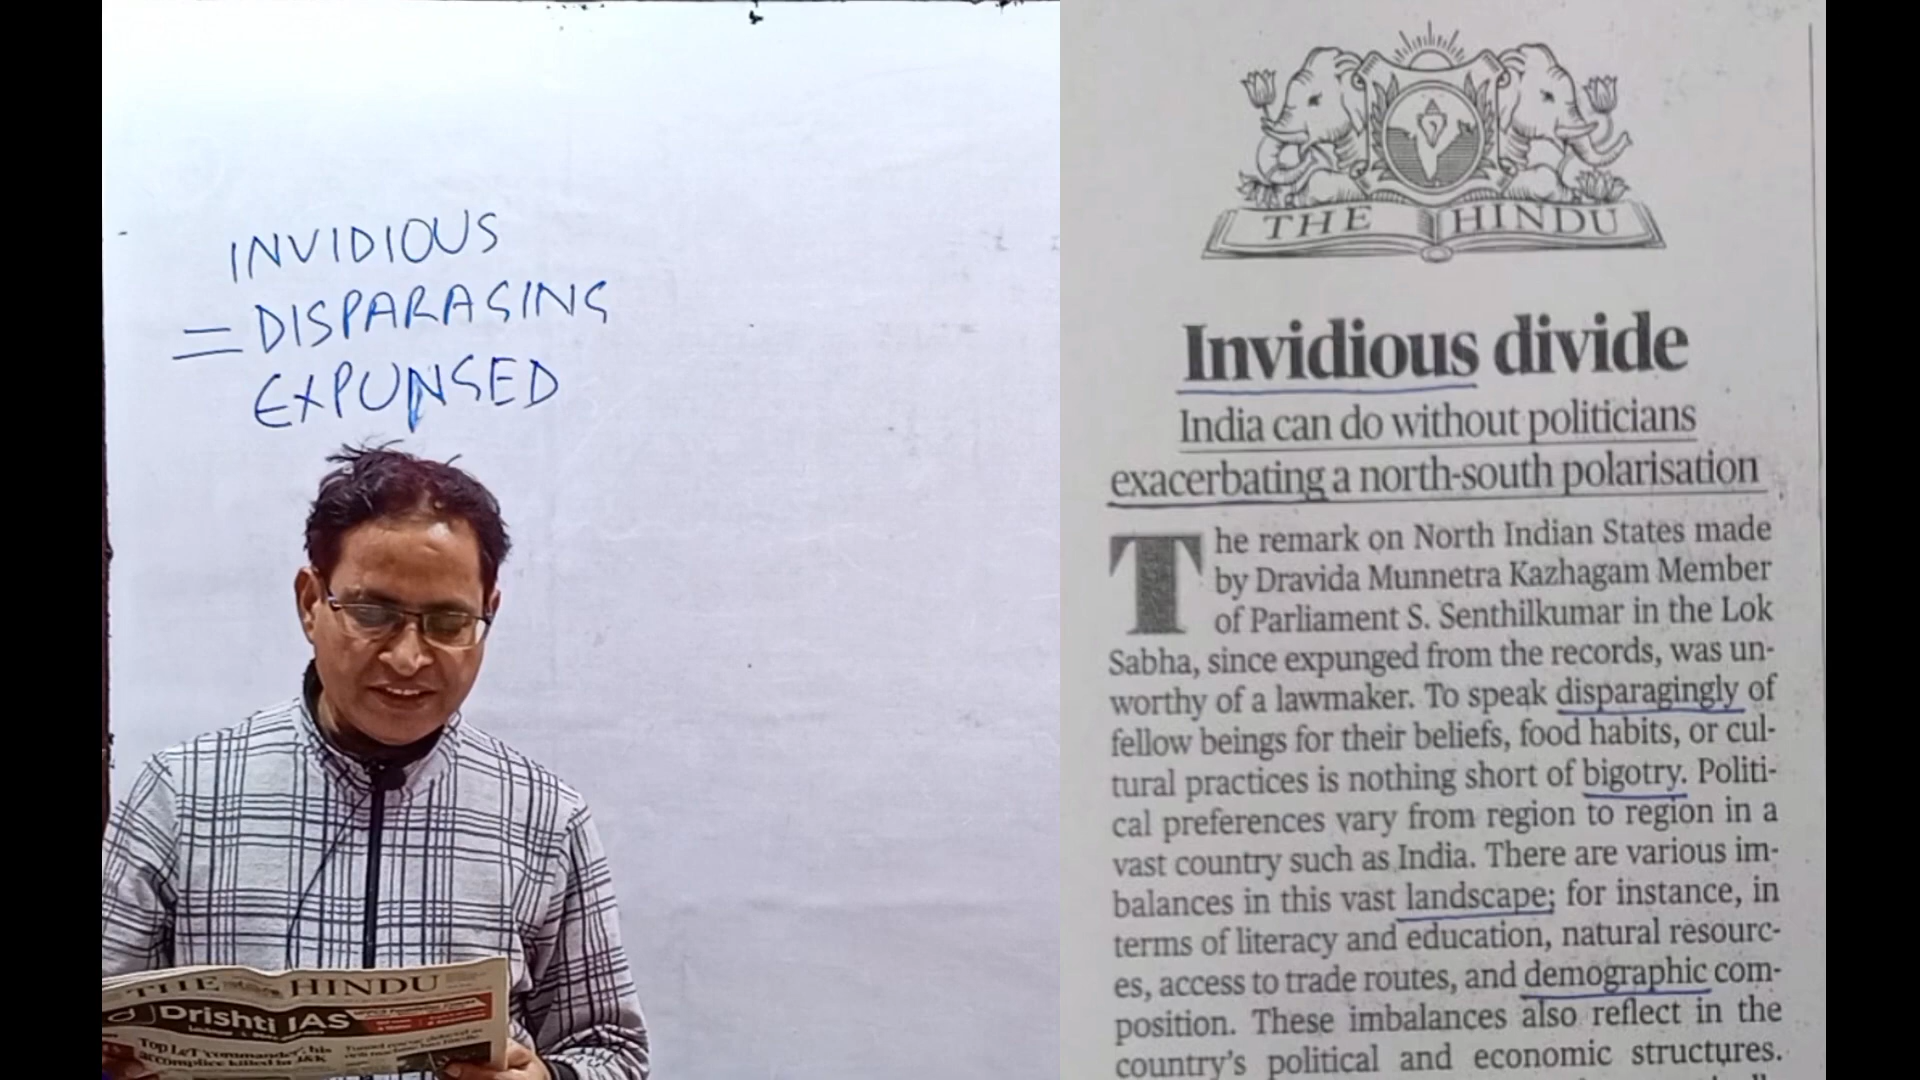 INVIDIOUS
= DISPARAGING
EXPUNGED
THE HINDU
Drishti IAS
Top LeT 'commander', his
accomplice killed in J&K
THE HINDU
Invidious divide
India can do without politicians
exacerbating a north-south polarisation
The remark on North Indian States made
by Dravida Munnetra Kazhagam Member
of Parliament S. Senthilkumar in the Lok
Sabha, since expunged from the records, was un-
worthy of a lawmaker. To speak disparagingly of
fellow beings for their beliefs, food habits, or cul-
tural practices is nothing short of bigotry. Politi-
cal preferences vary from region to region in a
vast country such as India. There are various im-
balances in this vast landscape; for instance, in
terms of literacy and education, natural resourc-
es, access to trade routes, and demographic com-
position. These imbalances also reflect in the
country's political and economic structures.